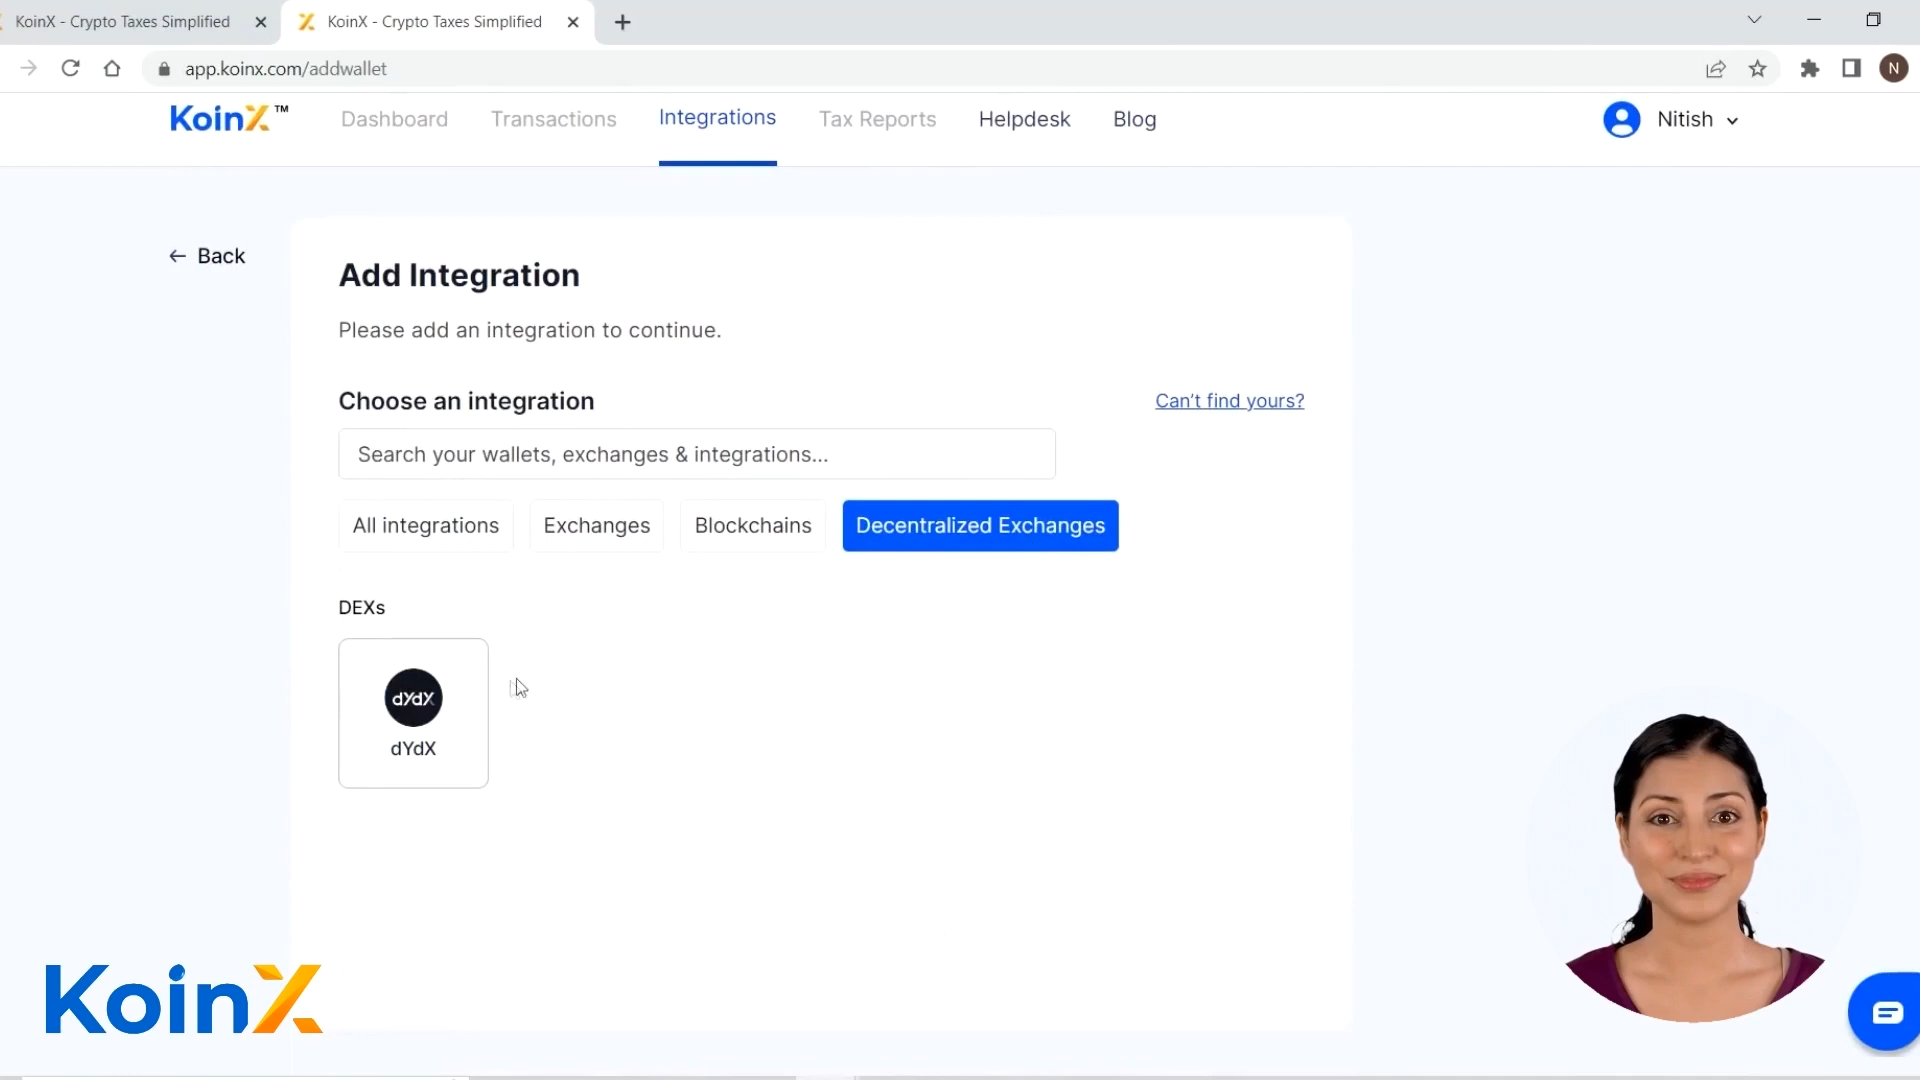 KoinX - Crypto Taxes Simplified
KoinX - Crypto Taxes Simplified
app.koinx.com/addwallet
N
KoinX™
Dashboard
Transactions
Integrations
Tax Reports
Helpdesk
Blog
Nitish
Back
Add Integration
Please add an integration to continue.
Choose an integration
Can't find yours?
Search your wallets, exchanges & integrations...
All integrations
Exchanges
Blockchains
Decentralized Exchanges
DEXs
dYdX
dYdX
KoinX